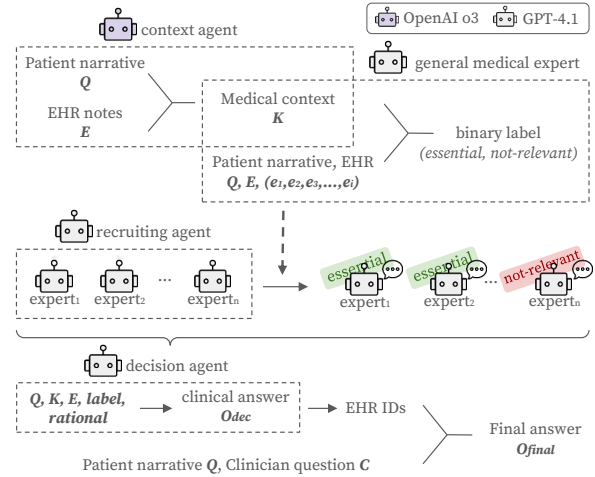 OpenAI o3 GPT-4.1
context agent
general medical expert
Patient narrative
Q
EHR notes
E
Medical context
K
Patient narrative, EHR
Q, E, (e1,e2,e3,...,ei)
binary label
(essential, not-relevant)
recruiting agent
expert1 expert2 ... expertn
essential essential not-relevant
expert1 expert2 ... expertn
decision agent
Q, K, E, label,
rational
clinical answer
Odec
EHR IDs
Final answer
Ofinal
Patient narrative Q, Clinician question C